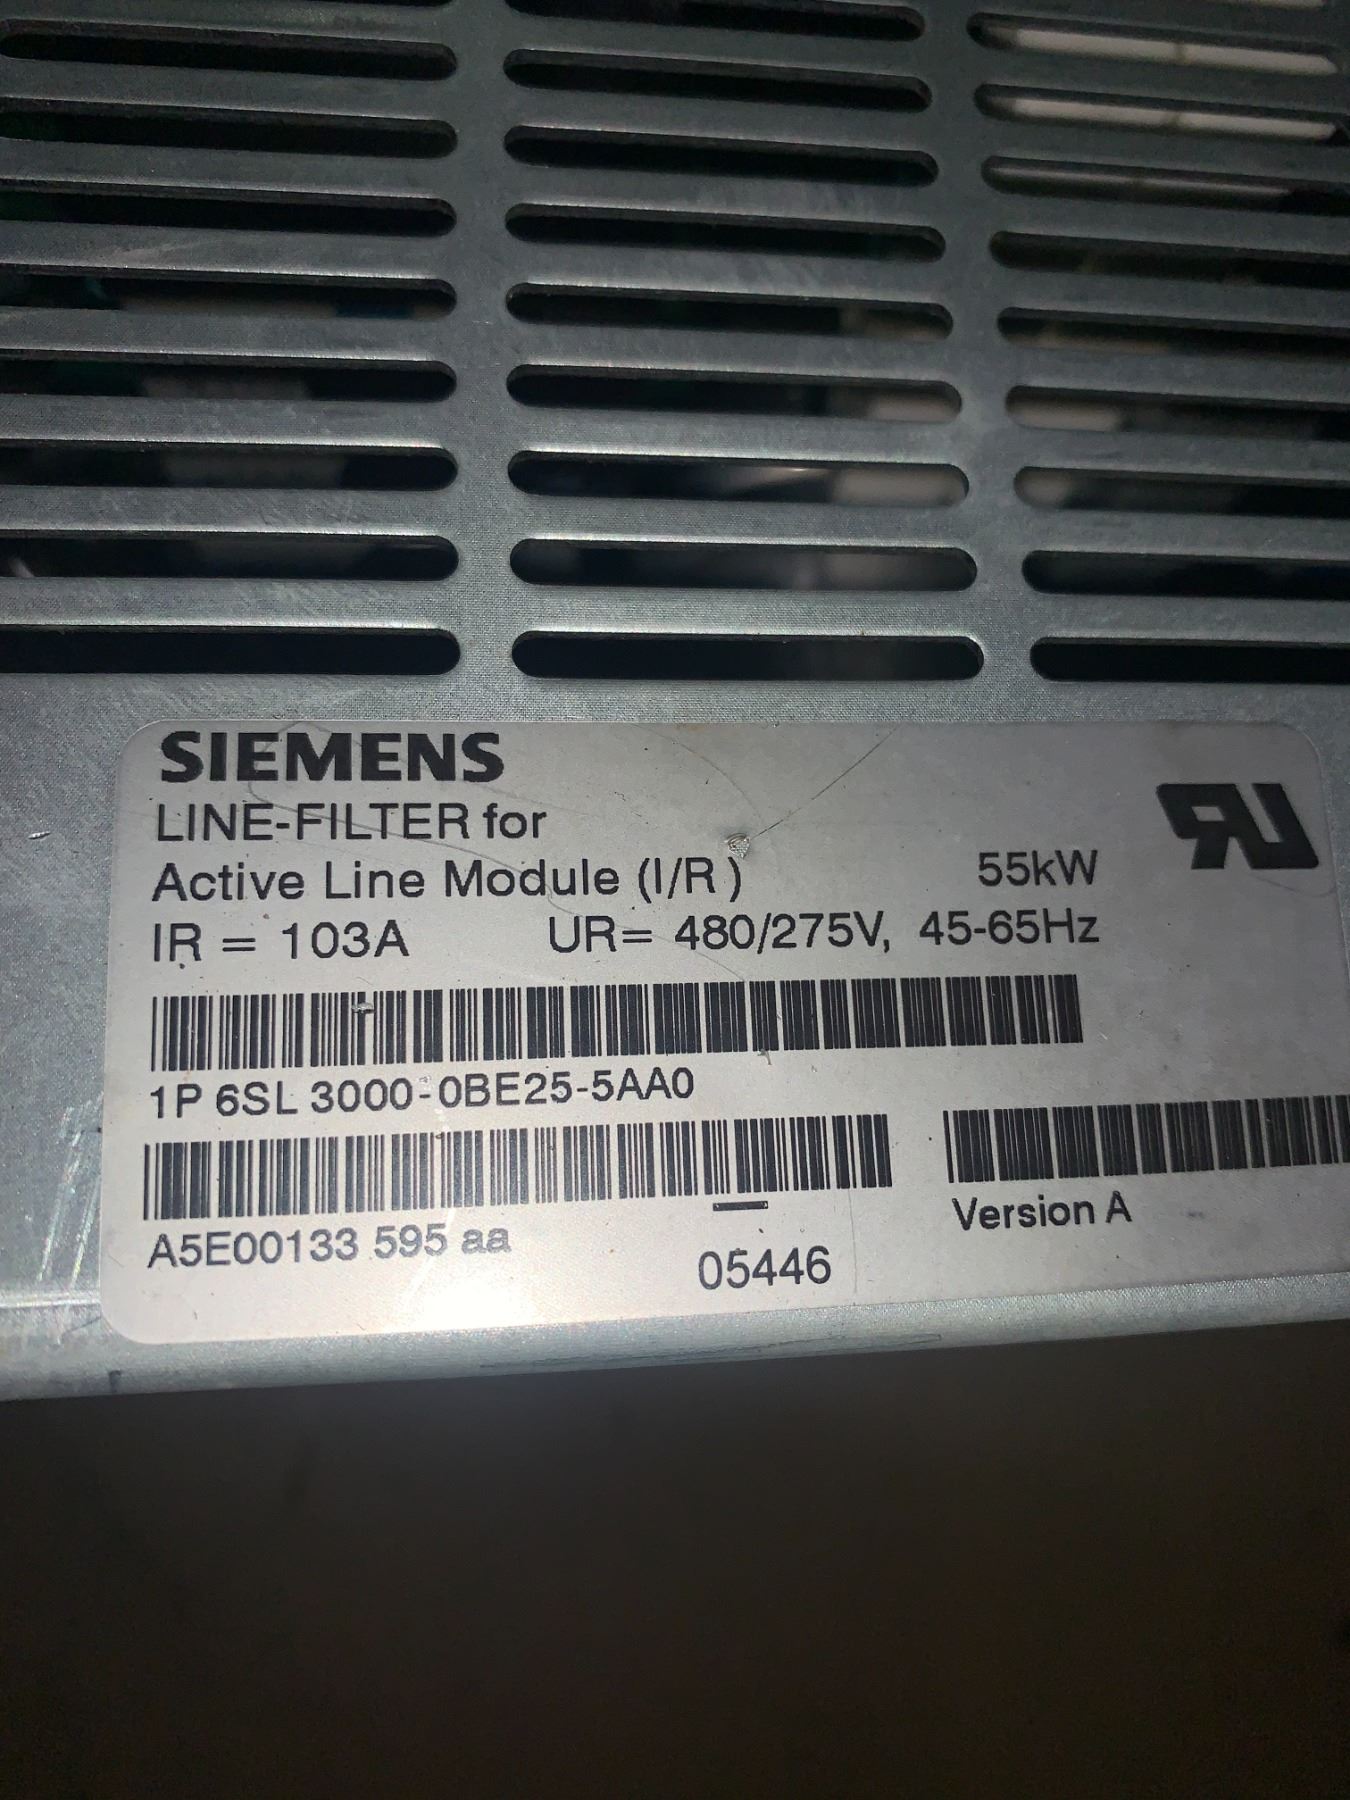 SIEMENS
LINE-FILTER for
Active Line Module (I/R) 55kW
IR = 103A UR= 480/275V, 45-65Hz
1P 6SL 3000-0BE25-5AA0
A5E00133 595 aa
05446
Version A